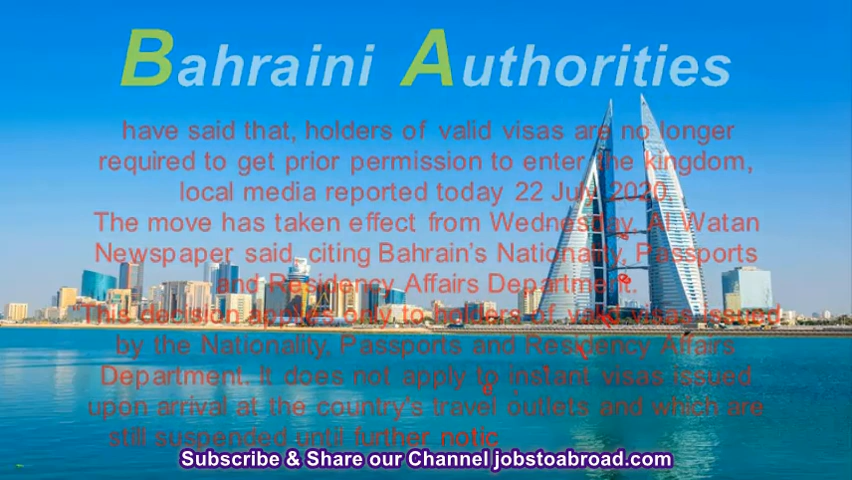 Bahraini Authorities
have said that, holders of valid visas are no longer
required to get prior permission to enter the kingdom,
local media reported today 22 July 2020
The move has taken effect from Wednesday, Al Watan
Newspaper said, citing Bahrain's Nationality, Passports
and Residency Affairs Department.
"This decision applys only to holders of valid visas issued
by the Nationality, Passports and Residency Affairs
Department. It does not apply to instant visas issued
upon arrival at the country's travel outlets and which are
still suspended until further notic
Subscribe & Share our Channel jobstoabroad.com